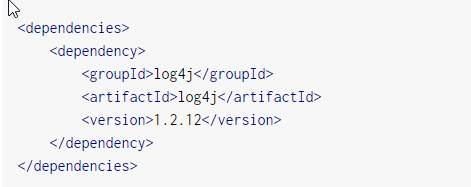 <dependencies>
    <dependency>
        <groupId>log4j</groupId>
        <artifactId>log4j</artifactId>
        <version>1.2.12</version>
    </dependency>
</dependencies>